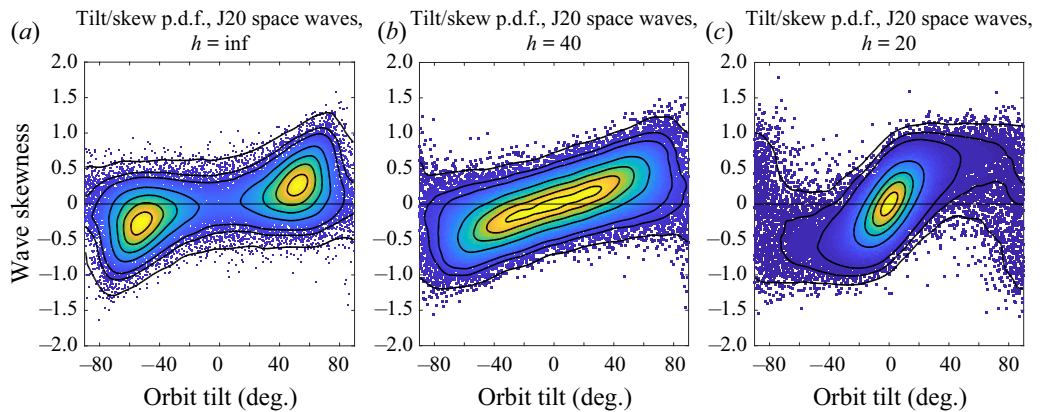 (a) Tilt/skew p.d.f., J20 space waves,
h = inf
(b) Tilt/skew p.d.f., J20 space waves,
h = 40
(c) Tilt/skew p.d.f., J20 space waves,
h = 20
Wave skewness
2.0
1.5
1.0
0.5
0
−0.5
−1.0
−1.5
−2.0
−80 −40 0 40 80
Orbit tilt (deg.)
2.0
1.5
1.0
0.5
0
−0.5
−1.0
−1.5
−2.0
−80 −40 0 40 80
Orbit tilt (deg.)
2.0
1.5
1.0
0.5
0
−0.5
−1.0
−1.5
−2.0
−80 −40 0 40 80
Orbit tilt (deg.)